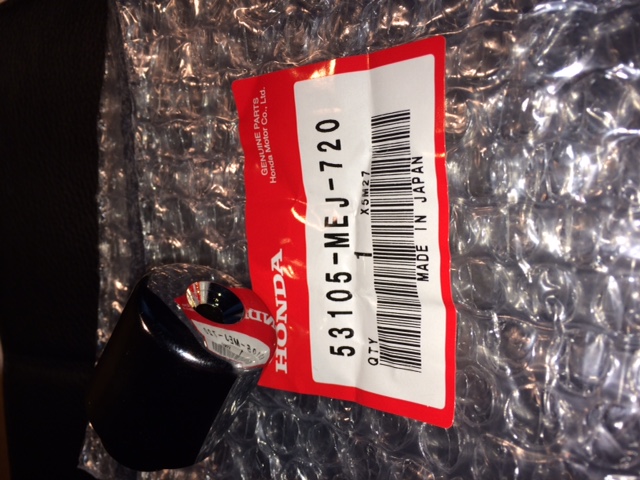 GENUINE PARTS
Honda Motor Co., Ltd.
HONDA
53105-MEJ-720
QTY 1 X5M27
MADE IN JAPAN